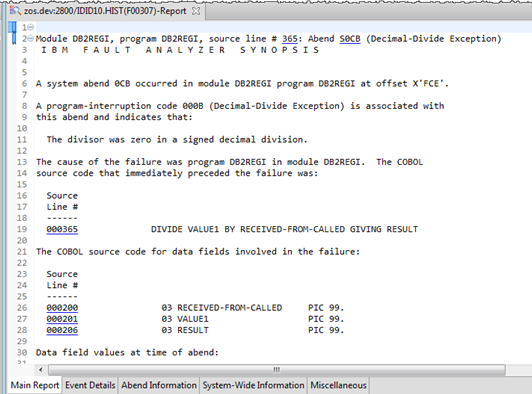 zos.dev:2800/IDIDI0.HIST(F00307)-Report
1
2 Module DB2REGI, program DB2REGI, source line # 365: Abend S0CB (Decimal-Divide Exception)
3 I B M   F A U L T   A N A L Y Z E R   S Y N O P S I S
4
5
6 A system abend 0CB occurred in module DB2REGI program DB2REGI at offset X'FCE'.
7
8 A program-interruption code 000B (Decimal-Divide Exception) is associated with
9 this abend and indicates that:
10
11 The divisor was zero in a signed decimal division.
12
13 The cause of the failure was program DB2REGI in module DB2REGI.  The COBOL
14 source code that immediately preceded the failure was:
15
16 Source
17 Line #
18 ------
19 000365 DIVIDE VALUE1 BY RECEIVED-FROM-CALLED GIVING RESULT
20
21 The COBOL source code for data fields involved in the failure:
22
23 Source
24 Line #
25 ------
26 000200 03 RECEIVED-FROM-CALLED PIC 99.
27 000201 03 VALUE1 PIC 99.
28 000206 03 RESULT PIC 99.
29
30 Data field values at time of abend:
31
Main Report Event Details Abend Information System-Wide Information Miscellaneous